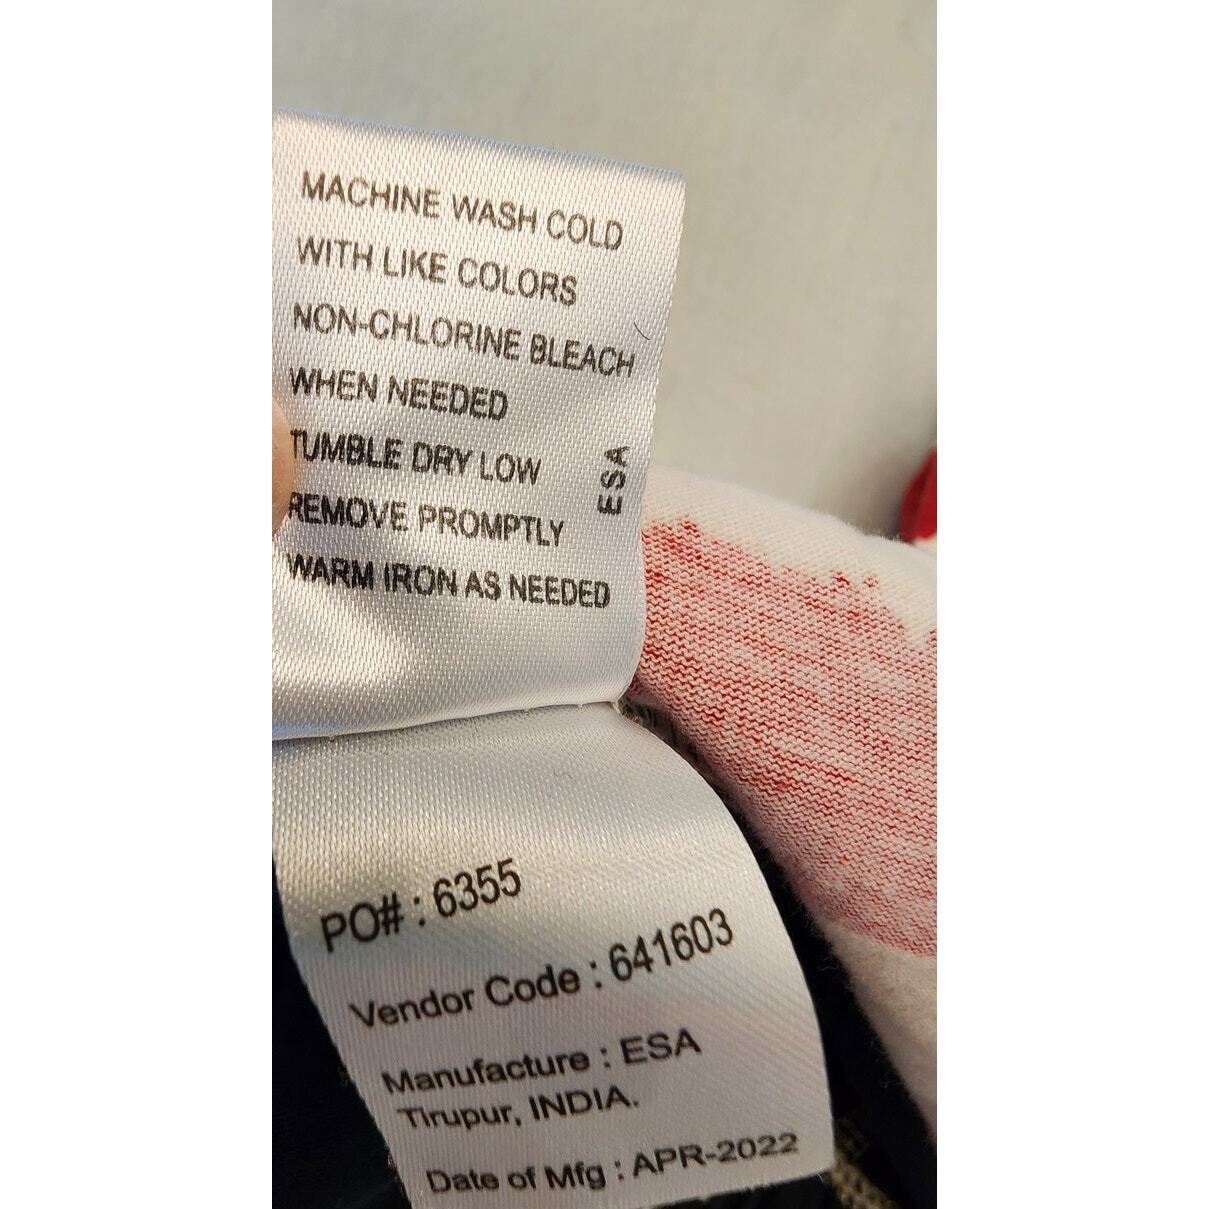 MACHINE WASH COLD
WITH LIKE COLORS
NON-CHLORINE BLEACH
WHEN NEEDED
TUMBLE DRY LOW
REMOVE PROMPTLY
WARM IRON AS NEEDED
ESA
PO# : 6355
Vendor Code : 641603
Manufacture : ESA
Tirupur, INDIA.
Date of Mfg : APR-2022